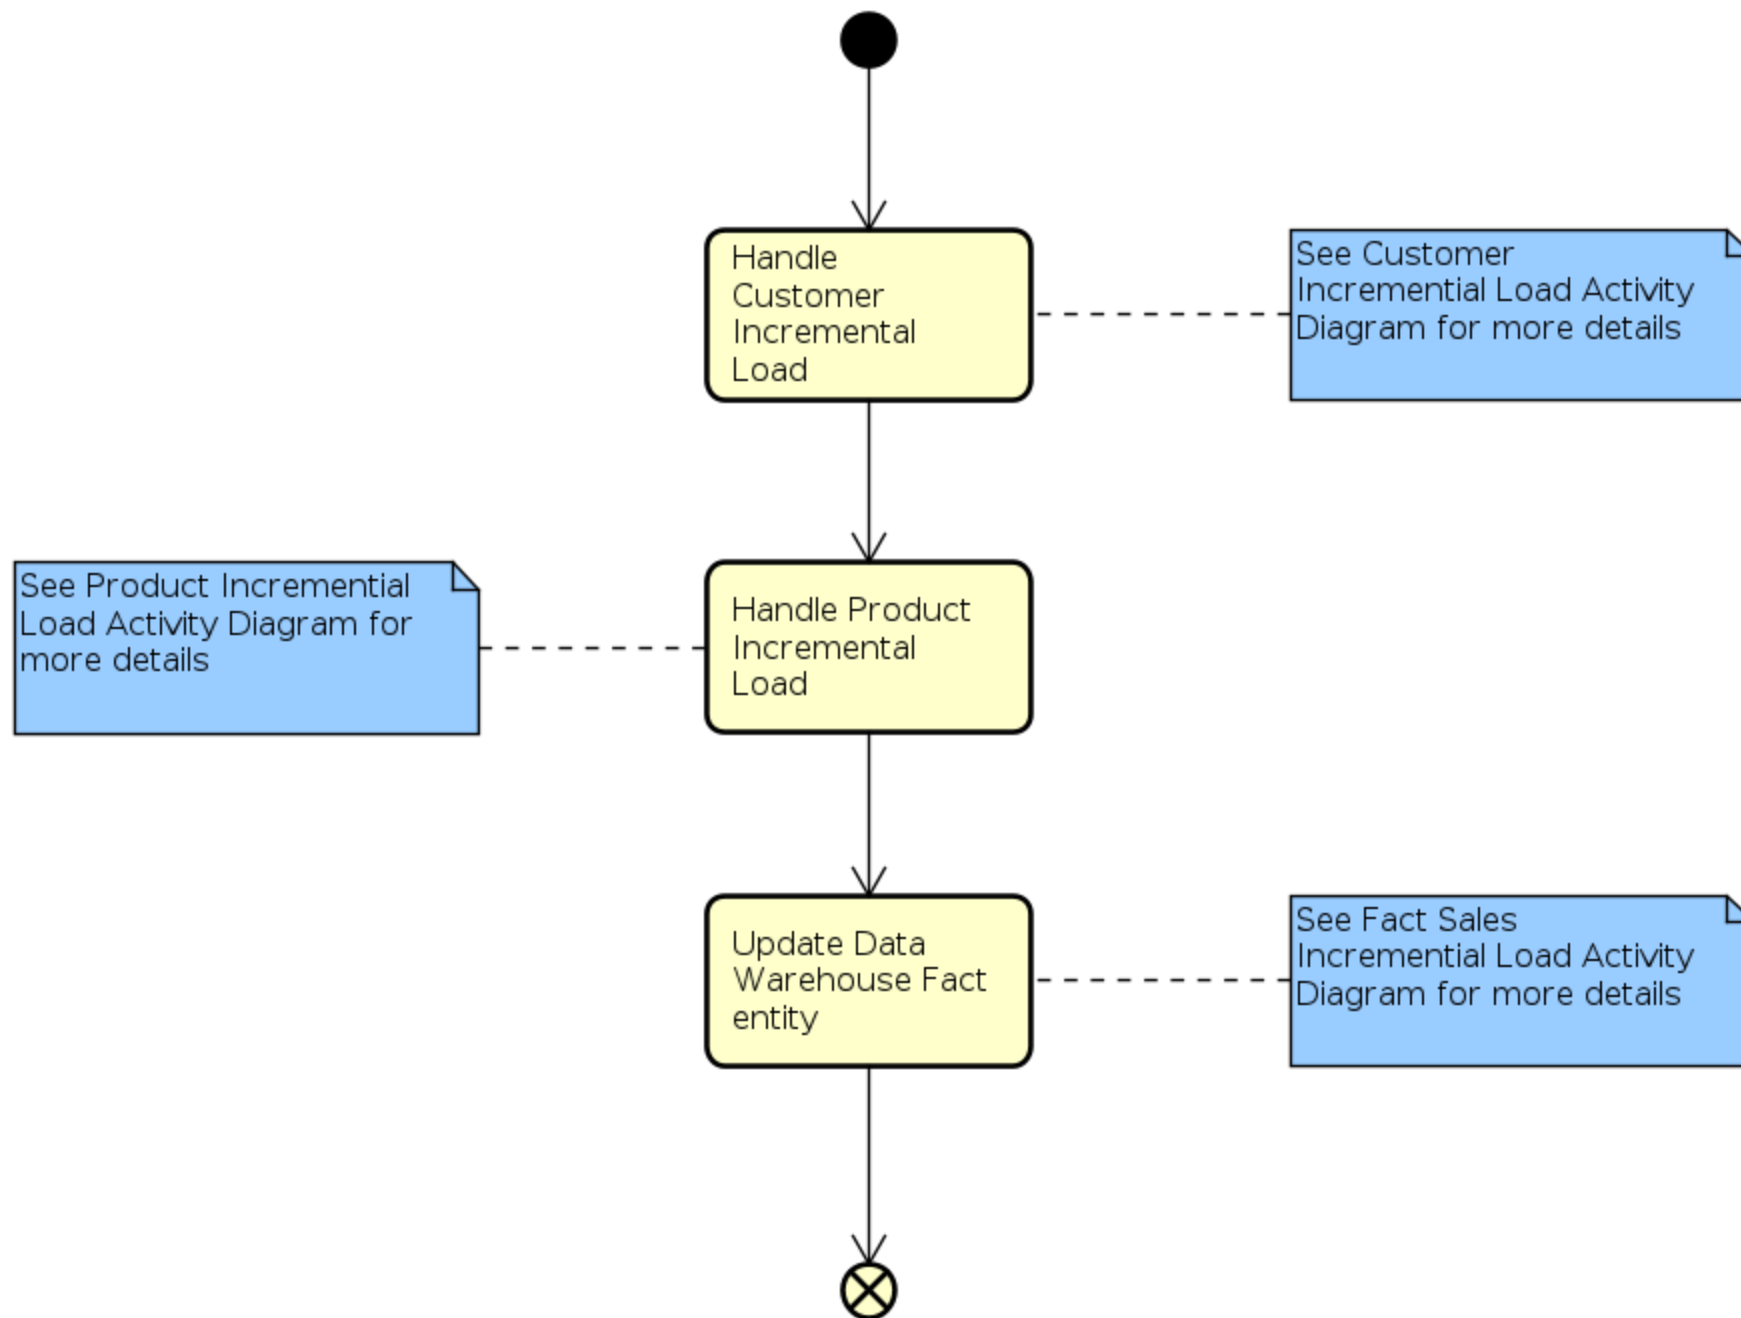 Handle
Customer
Incremental
Load
See Customer
Incremential Load Activity
Diagram for more details
See Product Incremential
Load Activity Diagram for
more details
Handle Product
Incremental
Load
Update Data
Warehouse Fact
entity
See Fact Sales
Incremential Load Activity
Diagram for more details